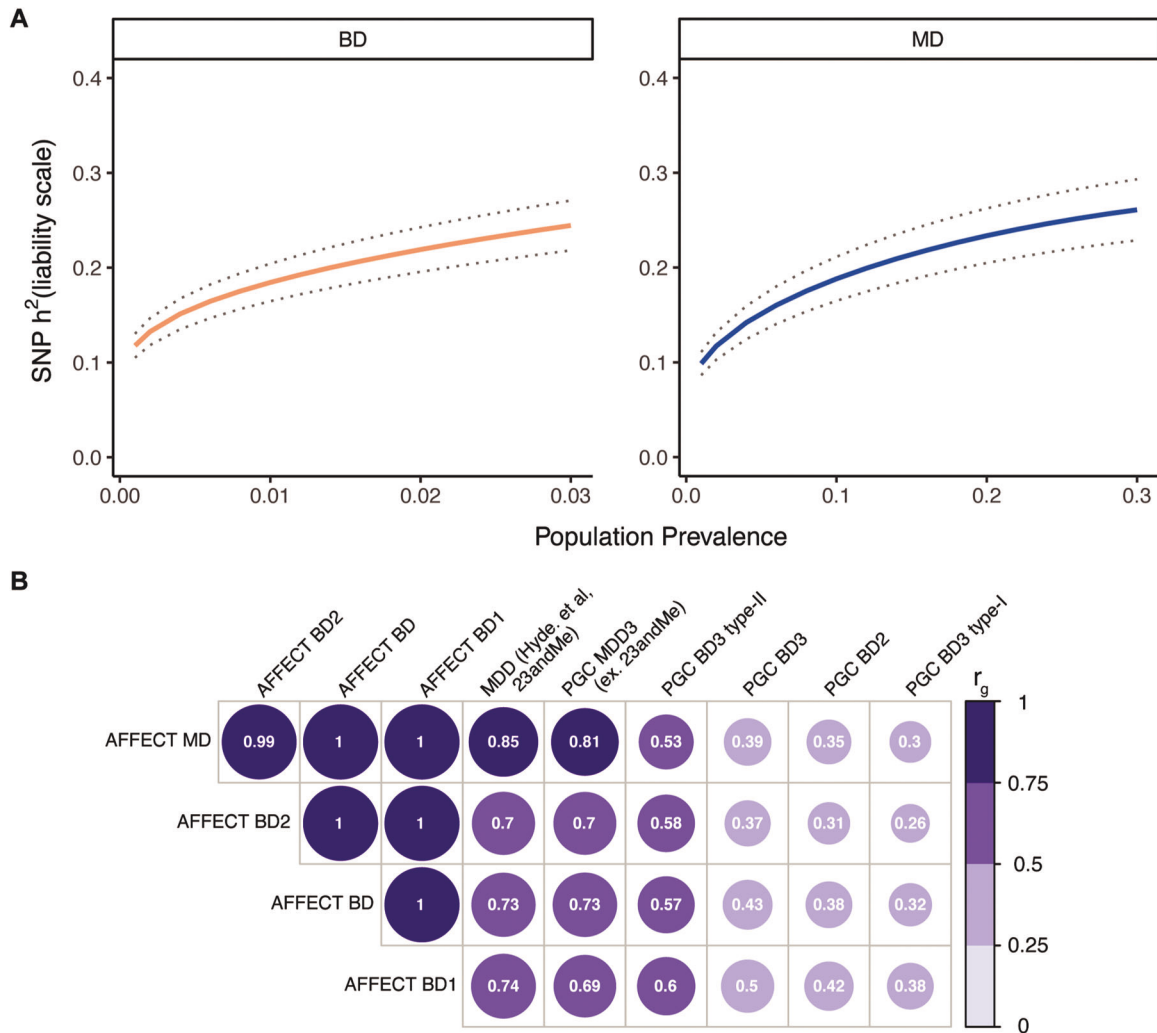 A
BD
MD
SNP h²(liability scale)
0.4
0.3
0.2
0.1
0.0
0.00 0.01 0.02 0.03
0.4
0.3
0.2
0.1
0.0
0.0 0.1 0.2 0.3
Population Prevalence
B
AFFECT BD2
AFFECT BD
AFFECT BD1
MDD (Hyde. et al,
23andMe)
PGC MDD3
(ex. 23andMe)
PGC BD3 type-II
PGC BD3
PGC BD2
PGC BD3 type-I
AFFECT MD 0.99 1 1 0.85 0.81 0.53 0.39 0.35 0.3
AFFECT BD2 1 1 0.7 0.7 0.58 0.37 0.31 0.26
AFFECT BD 1 0.73 0.73 0.57 0.43 0.38 0.32
AFFECT BD1 0.74 0.69 0.6 0.5 0.42 0.38
r_g
1
0.75
0.5
0.25
0